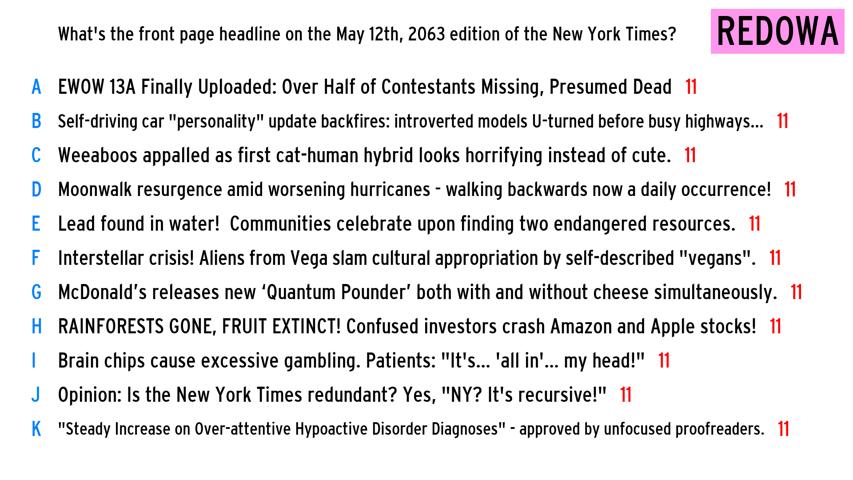 What's the front page headline on the May 12th, 2063 edition of the New York Times?
REDOWA
A EWOW 13A Finally Uploaded: Over Half of Contestants Missing, Presumed Dead 11
B Self-driving car "personality" update backfires: introverted models U-turned before busy highways... 11
C Weeaboos appalled as first cat-human hybrid looks horrifying instead of cute. 11
D Moonwalk resurgence amid worsening hurricanes - walking backwards now a daily occurrence! 11
E Lead found in water!  Communities celebrate upon finding two endangered resources. 11
F Interstellar crisis! Aliens from Vega slam cultural appropriation by self-described "vegans". 11
G McDonald’s releases new ‘Quantum Pounder’ both with and without cheese simultaneously. 11
H RAINFORESTS GONE, FRUIT EXTINCT! Confused investors crash Amazon and Apple stocks! 11
I Brain chips cause excessive gambling. Patients: "It's... 'all in'... my head!" 11
J Opinion: Is the New York Times redundant? Yes, "NY? It's recursive!" 11
K "Steady Increase on Over-attentive Hypoactive Disorder Diagnoses" - approved by unfocused proofreaders. 11